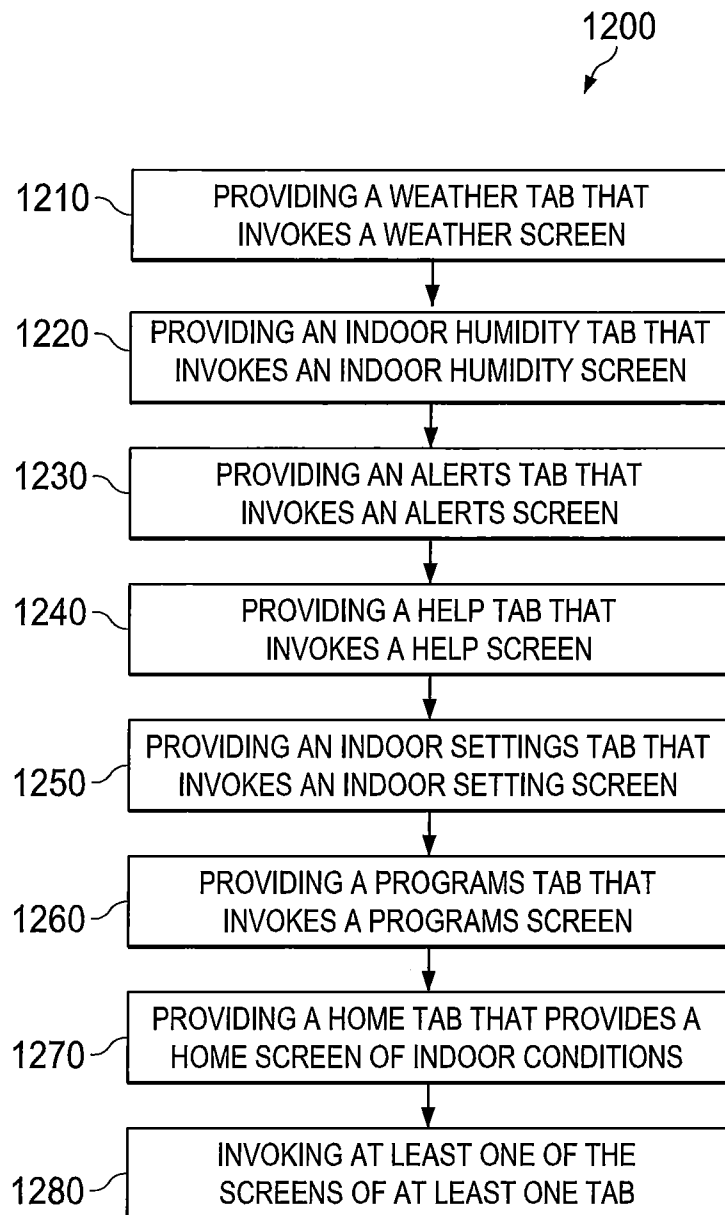 1200
1210
PROVIDING A WEATHER TAB THAT
INVOKES A WEATHER SCREEN
1220
PROVIDING AN INDOOR HUMIDITY TAB THAT
INVOKES AN INDOOR HUMIDITY SCREEN
1230
PROVIDING AN ALERTS TAB THAT
INVOKES AN ALERTS SCREEN
1240
PROVIDING A HELP TAB THAT
INVOKES A HELP SCREEN
1250
PROVIDING AN INDOOR SETTINGS TAB THAT
INVOKES AN INDOOR SETTING SCREEN
1260
PROVIDING A PROGRAMS TAB THAT
INVOKES A PROGRAMS SCREEN
1270
PROVIDING A HOME TAB THAT PROVIDES A
HOME SCREEN OF INDOOR CONDITIONS
1280
INVOKING AT LEAST ONE OF THE
SCREENS OF AT LEAST ONE TAB